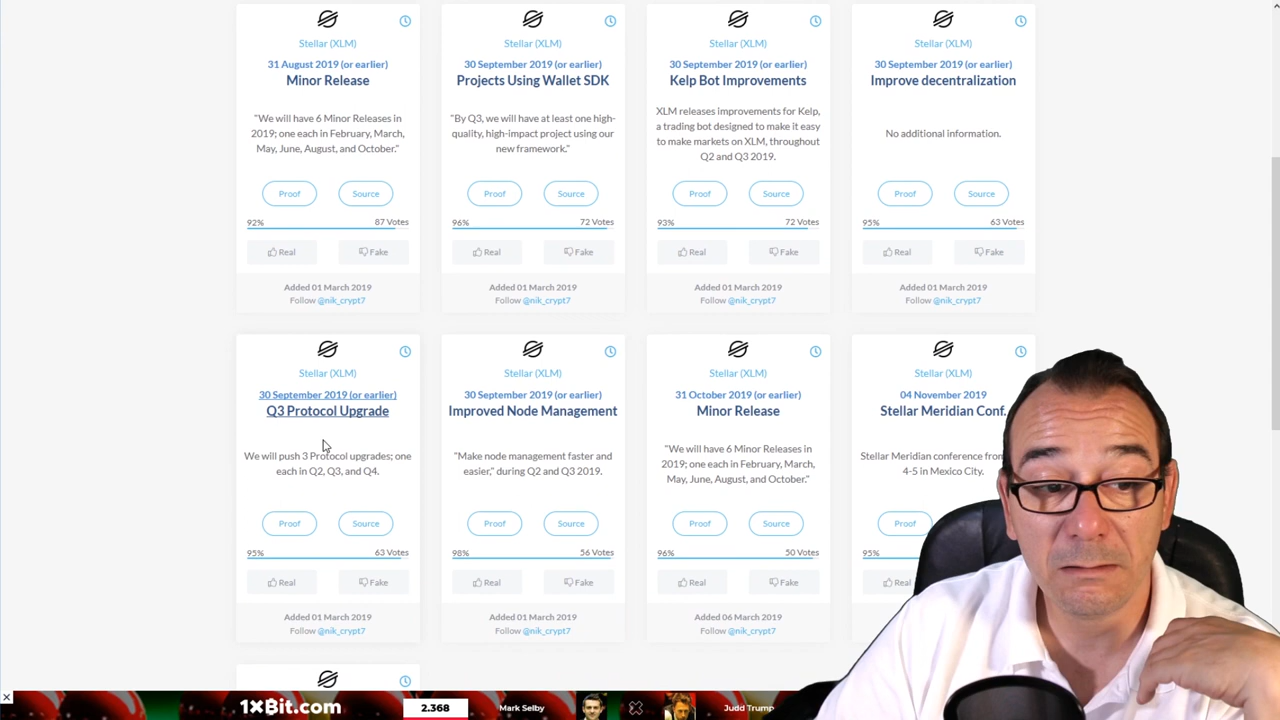 Stellar (XLM)
31 August 2019 (or earlier)
Minor Release
"We will have 6 Minor Releases in
2019; one each in February, March,
May, June, August, and October."
Proof
Source
92%
87 Votes
Real
Fake
Added 01 March 2019
Follow @nik_crypt7
Stellar (XLM)
30 September 2019 (or earlier)
Projects Using Wallet SDK
"By Q3, we will have at least one high-
quality, high-impact project using our
new framework."
Proof
Source
96%
72 Votes
Real
Fake
Added 01 March 2019
Follow @nik_crypt7
Stellar (XLM)
30 September 2019 (or earlier)
Kelp Bot Improvements
XLM releases improvements for Kelp,
a trading bot designed to make it easy
to make markets on XLM, throughout
Q2 and Q3 2019.
Proof
Source
93%
72 Votes
Real
Fake
Added 01 March 2019
Follow @nik_crypt7
Stellar (XLM)
30 September 2019 (or earlier)
Improve decentralization
No additional information.
Proof
Source
95%
63 Votes
Real
Fake
Added 01 March 2019
Follow @nik_crypt7
Stellar (XLM)
30 September 2019 (or earlier)
Q3 Protocol Upgrade
We will push 3 Protocol upgrades; one
each in Q2, Q3, and Q4.
Proof
Source
95%
63 Votes
Real
Fake
Added 01 March 2019
Follow @nik_crypt7
Stellar (XLM)
30 September 2019 (or earlier)
Improved Node Management
"Make node management faster and
easier," during Q2 and Q3 2019.
Proof
Source
98%
56 Votes
Real
Fake
Added 01 March 2019
Follow @nik_crypt7
Stellar (XLM)
31 October 2019 (or earlier)
Minor Release
"We will have 6 Minor Releases in
2019; one each in February, March,
May, June, August, and October."
Proof
Source
96%
50 Votes
Real
Fake
Added 06 March 2019
Follow @nik_crypt7
Stellar (XLM)
04 November 2019
Stellar Meridian Conf.
Stellar Meridian conference from
4-5 in Mexico City.
Proof
95%
Real
1XBit.com
2.368
Mark Selby
Judd Trump